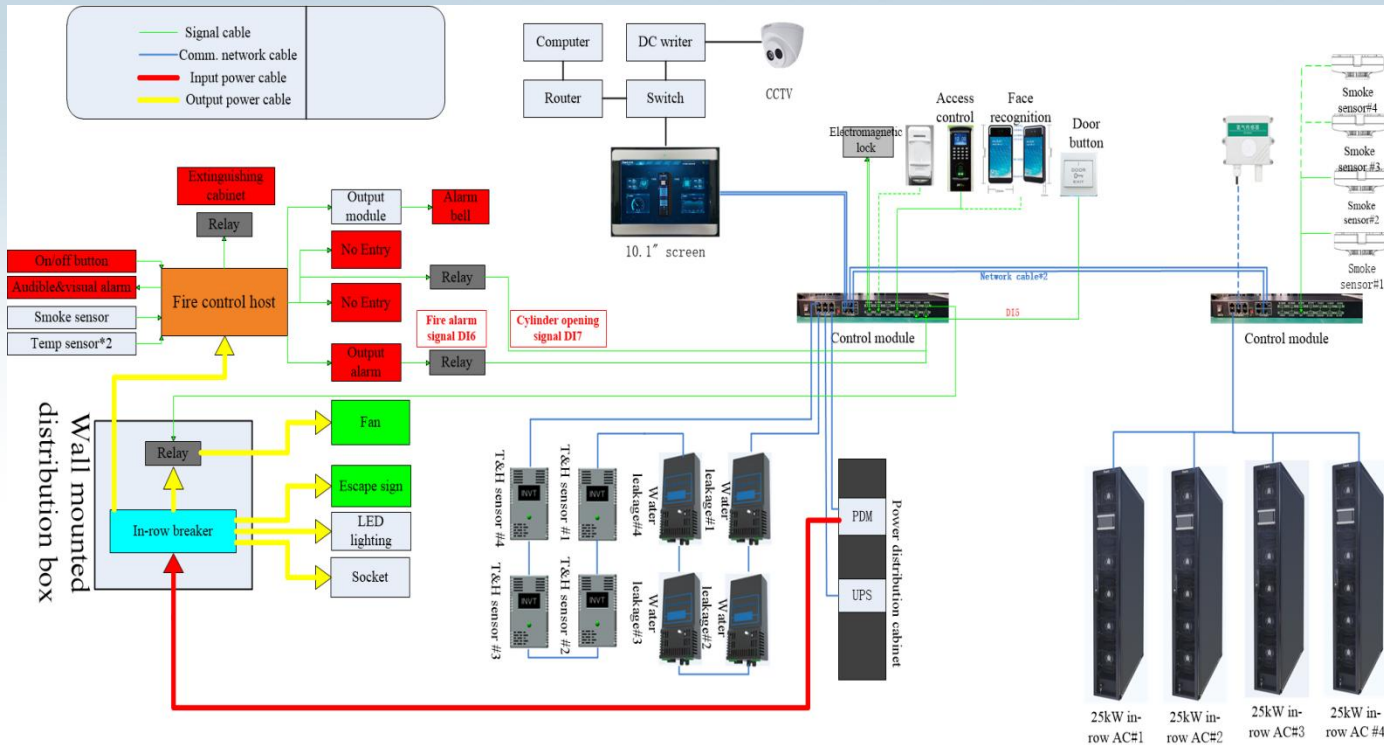 Signal cable
Comm. network cable
Input power cable
Output power cable
Computer
DC writer
Router
Switch
CCTV
10.1" screen
Electromagnetic
lock
Access
control
Face
recognition
Door
button
DOOR
Smoke
sensor#4
Smoke
sensor #3
Smoke
sensor#2
Smoke
sensor#1
Extinguishing
cabinet
Relay
Output
module
Alarm
bell
On/off button
Audible&visual alarm
Smoke sensor
Temp sensor*2
Fire control host
No Entry
Relay
No Entry
Fire alarm
signal DI6
Cylinder opening
signal DI7
Output
alarm
Relay
Network cable*2
DI5
Control module
Control module
Wall mounted
distribution box
Relay
In-row breaker
Fan
Escape sign
LED
lighting
Socket
T&H sensor #4
INVT
T&H sensor #1
INVT
Water
leakage#4
Water
leakage#1
T&H sensor #3
INVT
T&H sensor #2
INVT
Water
leakage#3
Water
leakage#2
PDM
UPS
Power distribution cabinet
25kW in-
row AC#1
25kW in-
row AC#2
25kW in-
row AC#3
25kW in-
row AC #4